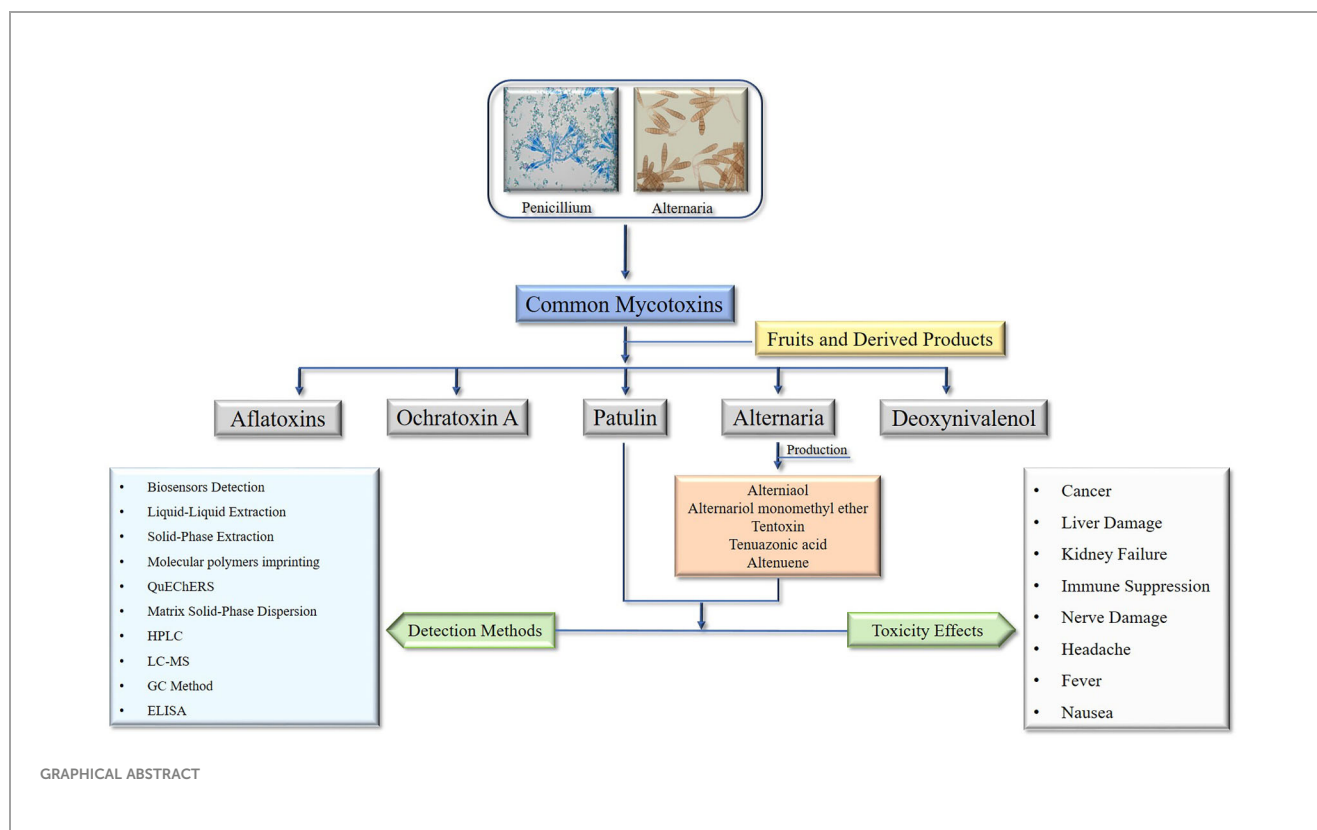 Penicillium
Alternaria
Common Mycotoxins
Fruits and Derived Products
Aflatoxins
Ochratoxin A
Patulin
Alternaria
Deoxynivalenol
Production
Alterniaol
Alternariol monomethyl ether
Tentoxin
Tenuazonic acid
Altenuene
• Biosensors Detection
• Liquid-Liquid Extraction
• Solid-Phase Extraction
• Molecular polymers imprinting
• QuEChERS
• Matrix Solid-Phase Dispersion
• HPLC
• LC-MS
• GC Method
• ELISA
Detection Methods
Toxicity Effects
• Cancer
• Liver Damage
• Kidney Failure
• Immune Suppression
• Nerve Damage
• Headache
• Fever
• Nausea
GRAPHICAL ABSTRACT